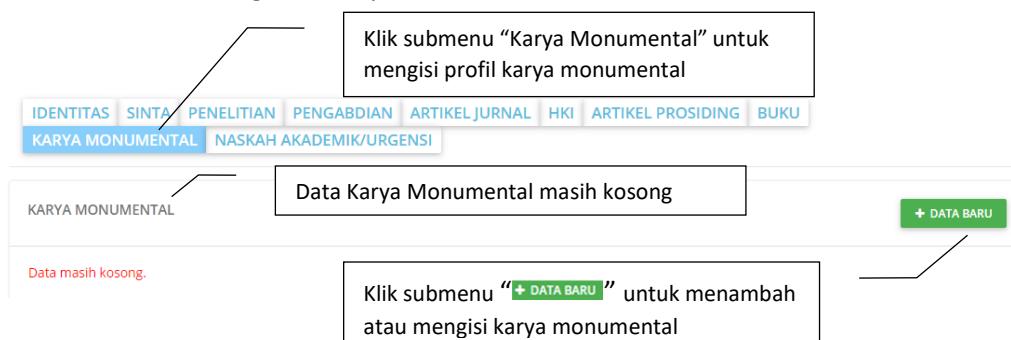 Klik submenu “Karya Monumental” untuk
mengisi profil karya monumental
IDENTITAS SINTA PENELITIAN PENGABDIAN ARTIKEL JURNAL HKI ARTIKEL PROSIDING BUKU
KARYA MONUMENTAL NASKAH AKADEMIK/URGENSI
Data Karya Monumental masih kosong
KARYA MONUMENTAL
+ DATA BARU
Data masih kosong.
Klik submenu “+ DATA BARU” untuk menambah
atau mengisi karya monumental